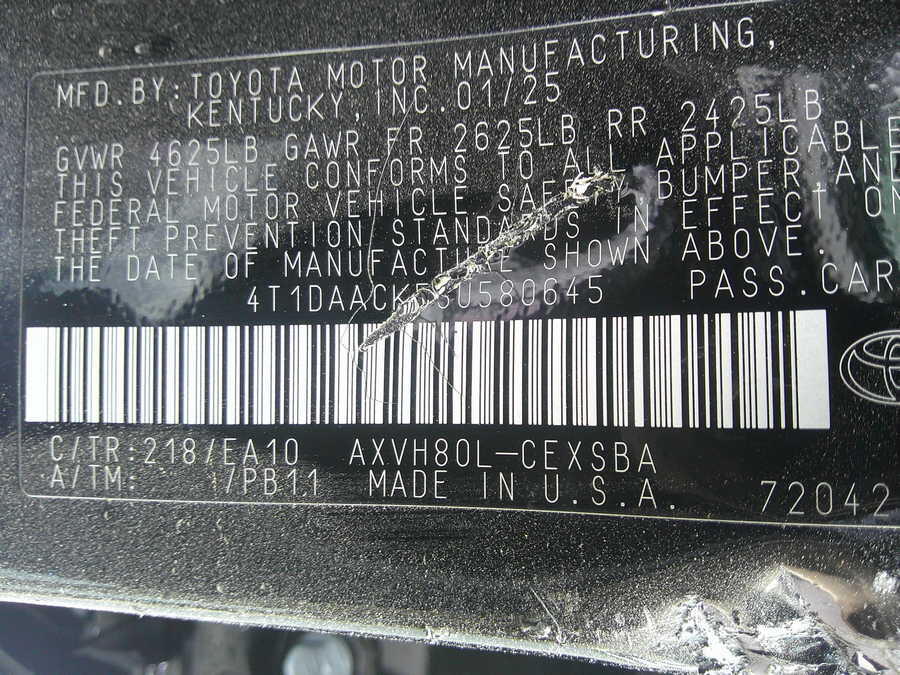 MFD.BY: TOYOTA MOTOR MANUFACTURING,
KENTUCKY, INC. 01/25
GVWR 4625LB GAWR FR 2625LB RR 2425LB
THIS VEHICLE CONFORMS TO ALL APPLICABLE
FEDERAL MOTOR VEHICLE SAFETY, BUMPER, AND
THEFT PREVENTION STANDARDS IN EFFECT ON
THE DATE OF MANUFACTURE SHOWN ABOVE.
PASS.CAR
C/TR:218/EA10 AXVH80L-CEXSBA
A/TM: /PB11 MADE IN U.S.A. 72042